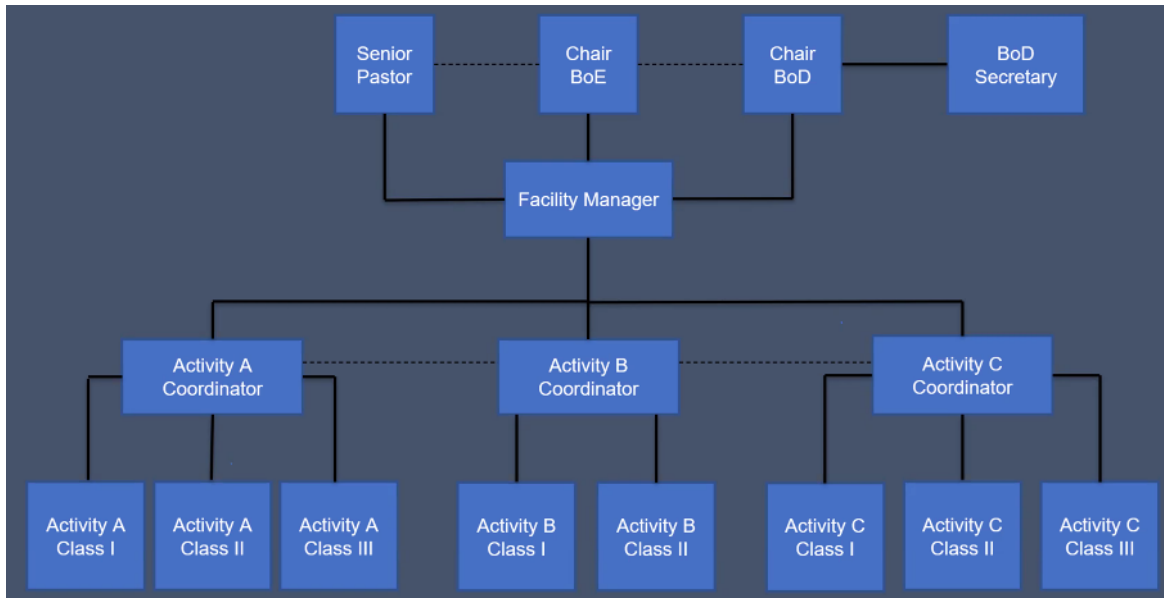 Senior
Pastor
Chair
BoE
Chair
BoD
BoD
Secretary
Facility Manager
Activity A
Coordinator
Activity B
Coordinator
Activity C
Coordinator
Activity A
Class I
Activity A
Class II
Activity A
Class III
Activity B
Class I
Activity B
Class II
Activity C
Class I
Activity C
Class II
Activity C
Class III